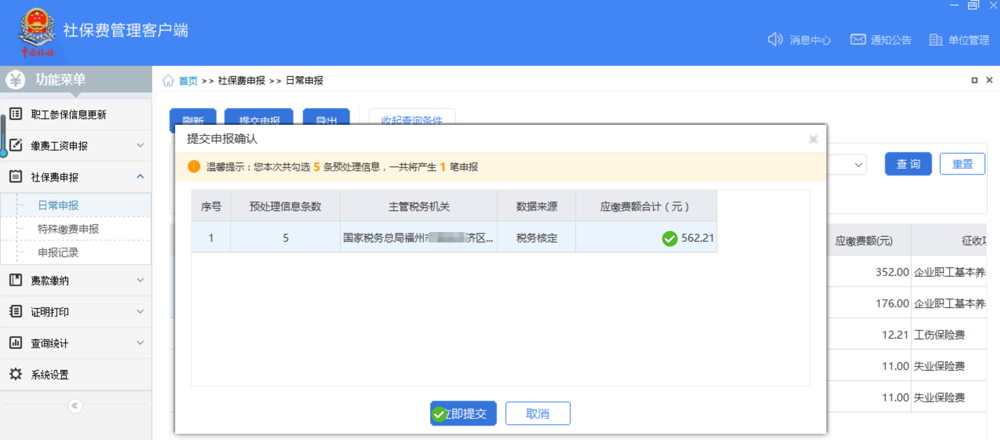 社保费管理客户端
中国税务
消息中心
通知公告
单位管理
功能菜单
首页 >> 社保费申报 >> 日常申报
职工参保信息更新
缴费工资申报
社保费申报
日常申报
特殊缴费申报
申报记录
费款缴纳
证明打印
查询统计
系统设置
刷新
提交申报
导出
收起查询条件
查询
重置
提交申报确认
温馨提示：您本次共勾选 5 条预处理信息，一共将产生 1 笔申报
序号 预处理信息条数 主管税务机关 数据来源 应缴费额合计（元）
1 5 国家税务总局福州市 济区... 税务核定 562.21
立即提交
取消
应缴费额(元) 征收
352.00 企业职工基本养
176.00 企业职工基本养
12.21 工伤保险费
11.00 失业保险费
11.00 失业保险费